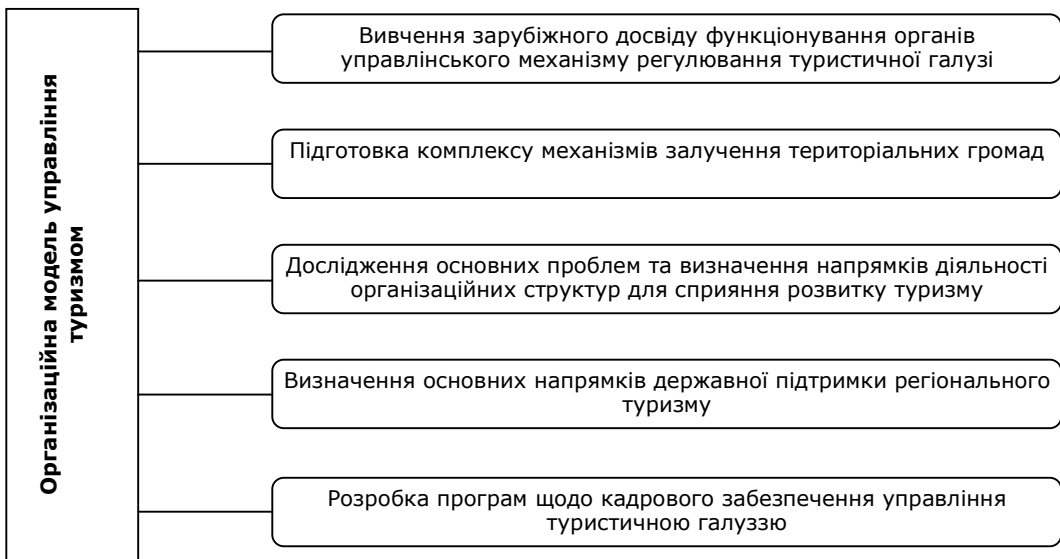 Організаційна модель управління
туризмом
Вивчення зарубіжного досвіду функціонування органів
управлінського механізму регулювання туристичної галузі
Підготовка комплексу механізмів залучення територіальних громад
Дослідження основних проблем та визначення напрямків діяльності
організаційних структур для сприяння розвитку туризму
Визначення основних напрямків державної підтримки регіонального
туризму
Розробка програм щодо кадрового забезпечення управління
туристичною галуззю